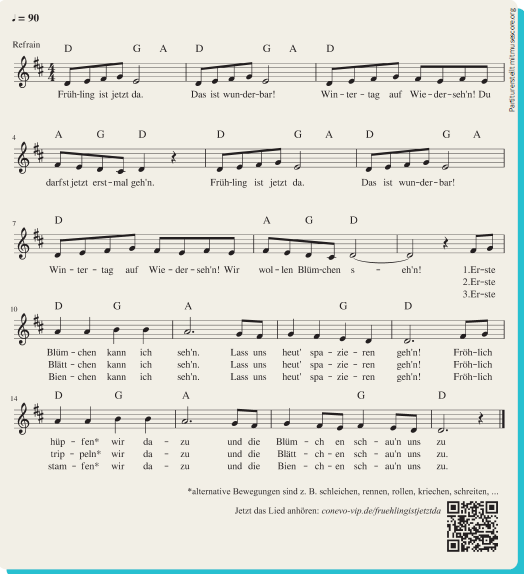 ♩ = 90
Refrain
D G A D G A D
Früh-ling ist jetzt da. Das ist wun-der-bar! Win-ter-tag auf Wie-der-seh'n! Du
4
A G D D G A D G A
darfst jetzt erst-mal geh'n. Früh-ling ist jetzt da. Das ist wun-der-bar!
7
D A G D
Win-ter-tag auf Wie-der-seh'n! Wir wol-len Blüm-chen s - eh'n! 1.Er-ste
2.Er-ste
3.Er-ste
10
D G A G D
Blüm-chen kann ich seh'n. Lass uns heut' spa-zie-ren geh'n! Fröh-lich
Blätt-chen kann ich seh'n. Lass uns heut' spa-zie-ren geh'n! Fröh-lich
Bien-chen kann ich seh'n. Lass uns heut' spa-zie-ren geh'n! Fröh-lich
14
D G A G D
hüp-fen* wir da-zu und die Blüm-ch-en sch-au'n uns zu
trip-peln* wir da-zu und die Blätt-ch-en sch-au'n uns zu.
stam-fen* wir da-zu und die Bien-ch-en sch-au'n uns zu.
*alternative Bewegungen sind z. B. schleichen, rennen, rollen, kriechen, schreiten, ...
Jetzt das Lied anhören: conevo-vip.de/fruehlingistjetztda
Partitur erstellt mit musescore.org